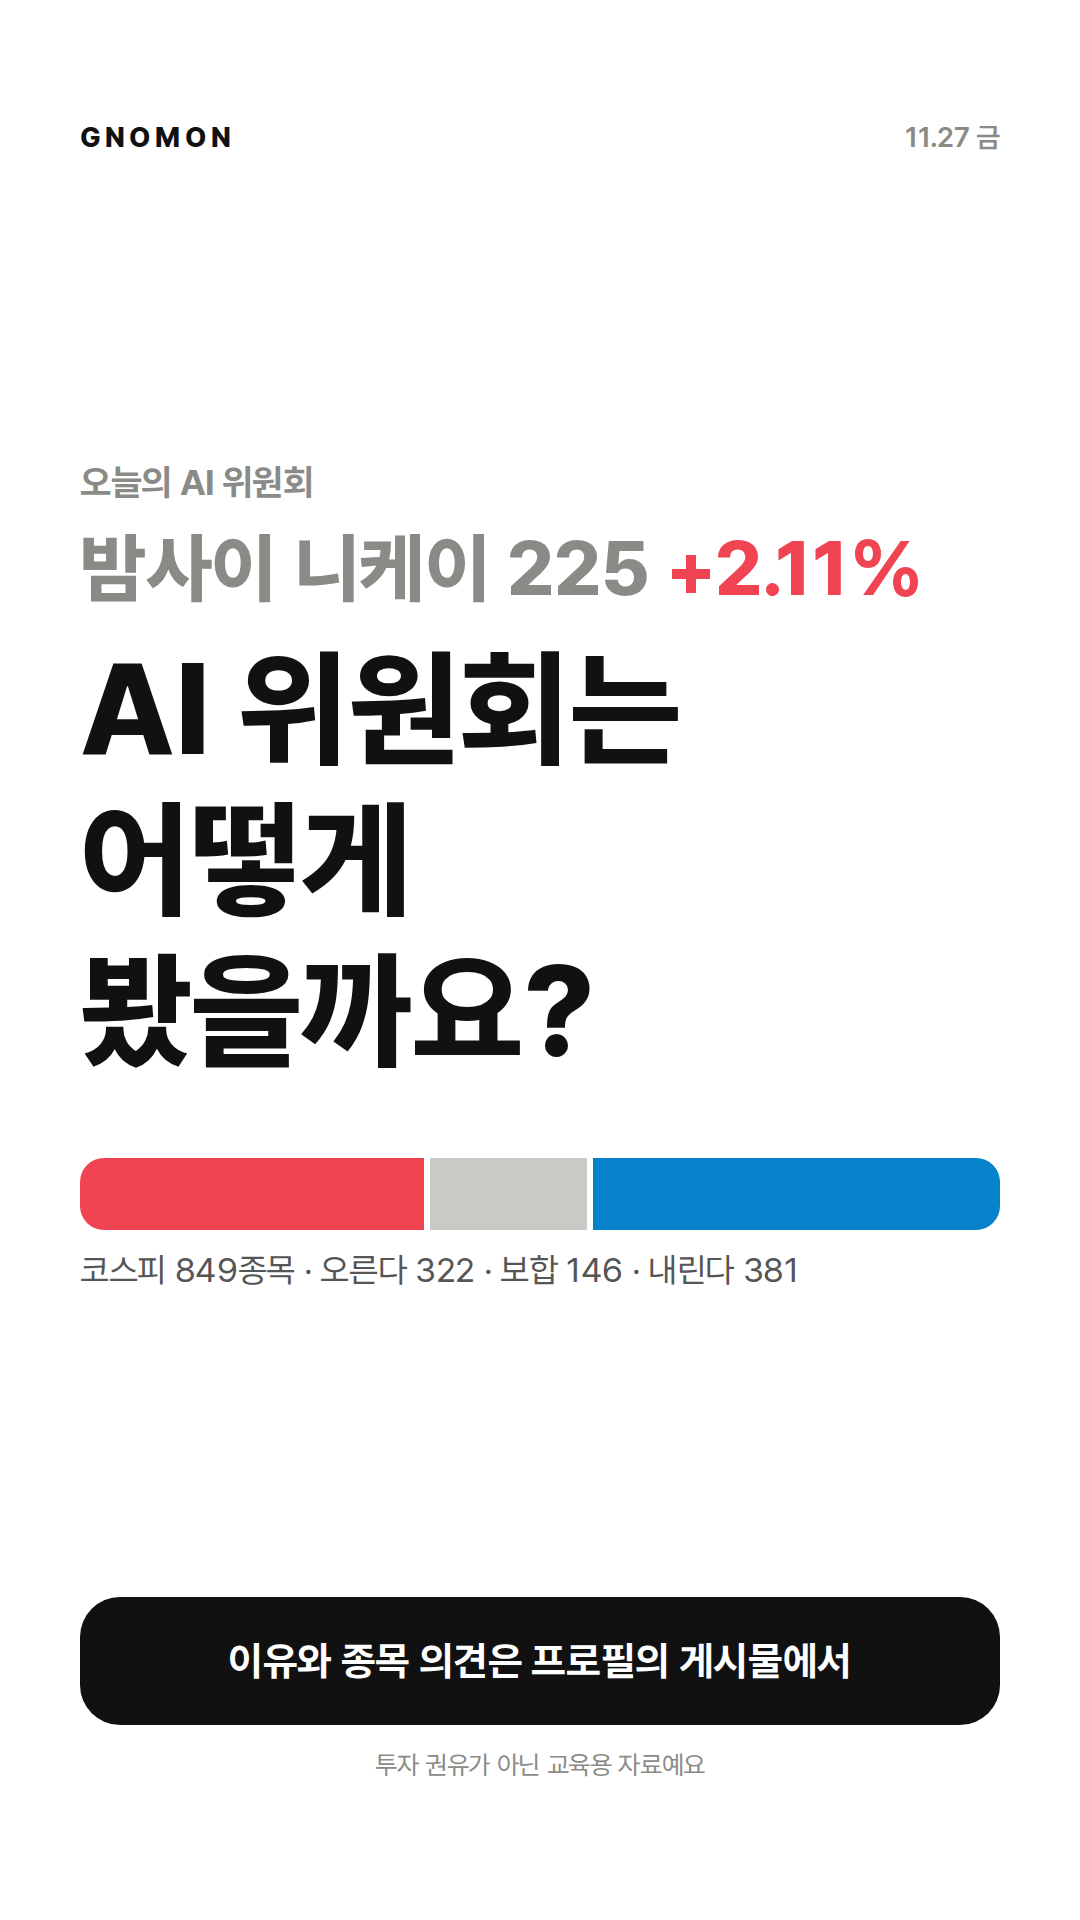 GNOMON
11.27 금
오늘의 AI 위원회
밤사이 니케이 225 +2.11%
AI 위원회는
어떻게
봤을까요?
코스피 849종목 · 오른다 322 · 보합 146 · 내린다 381
이유와 종목 의견은 프로필의 게시물에서
투자 권유가 아닌 교육용 자료예요